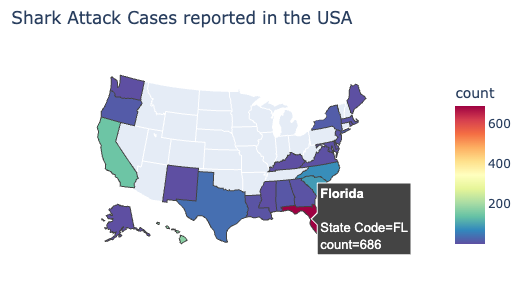 Shark Attack Cases reported in the USA
count
600
400
200
Florida
State Code=FL
count=686